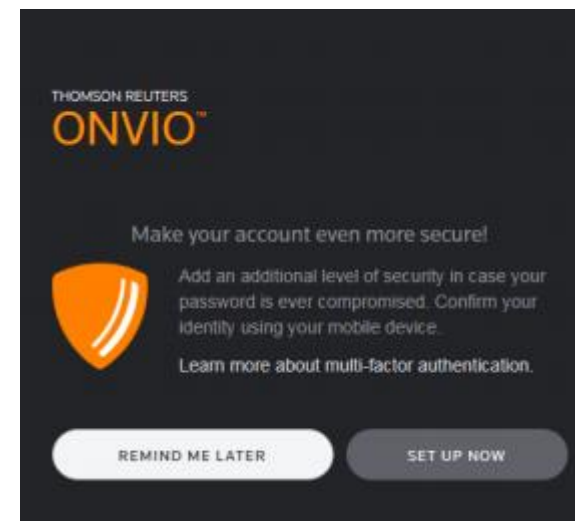 THOMSON REUTERS
ONVIO™
Make your account even more secure!
Add an additional level of security in case your
password is ever compromised. Confirm your
identity using your mobile device.
Learn more about multi-factor authentication.
REMIND ME LATER
SET UP NOW